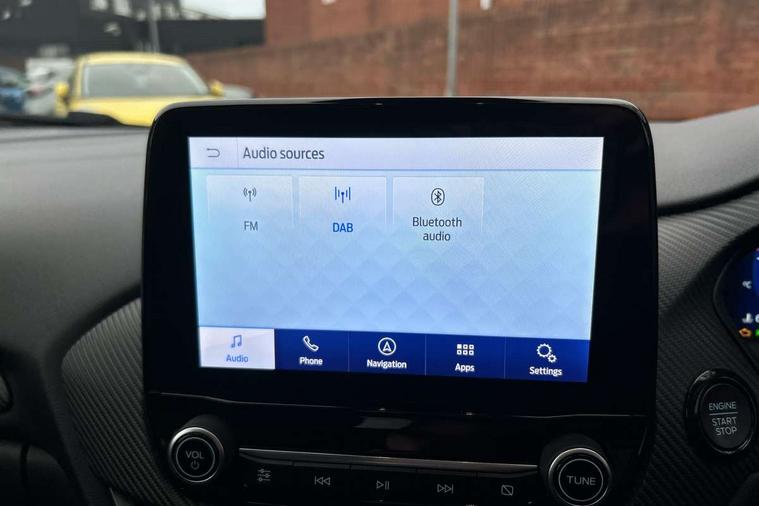 Audio sources
FM
DAB
Bluetooth
audio
Audio
Phone
Navigation
Apps
Settings
VOL
TUNE
ENGINE
START
STOP
°C